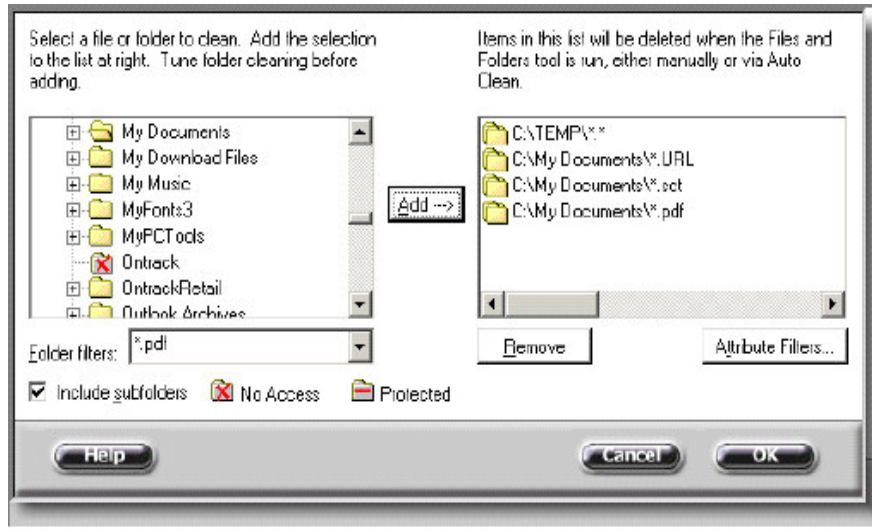 Select a file or folder to clean. Add the selection
to the list at right. Tune folder cleaning before
adding.
Items in this list will be deleted when the Files and
Folders tool is run, either manually or via Auto
Clean.
My Documents
My Download Files
My Music
MyFonts3
MyPCTools
Ontrack
OntrackRetail
Outlook Archives
Add -->
C:\TEMP\*.*
C:\My Documents\*.URL
C:\My Documents\*.sct
C:\My Documents\*.pdf
Folder filters: *.pdf
Remove
Attribute Filters...
Include subfolders
No Access
Protected
Help
Cancel
OK